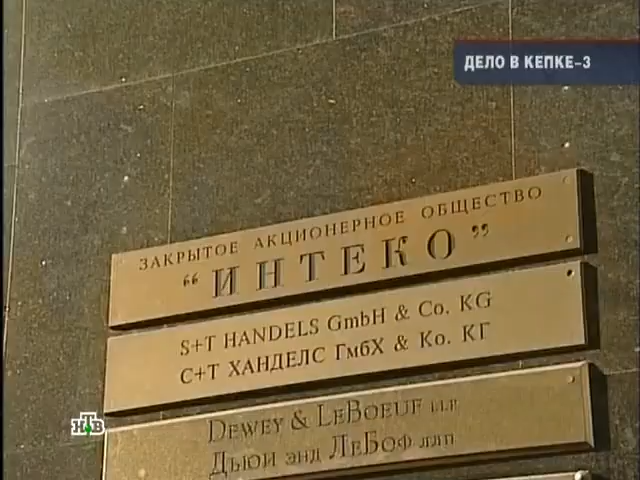 ДЕЛО В КЕПКЕ-3
ЗАКРЫТОЕ АКЦИОНЕРНОЕ ОБЩЕСТВО
“ИНТЕКО”
S+T HANDELS GmbH & Co. KG
С+Т ХАНДЕЛС ГмбХ & Ко. КГ
DEWEY & LEBOEUF LLP
ДЬЮИ ЭНД ЛЕБОФ ЛЛП
НТВ